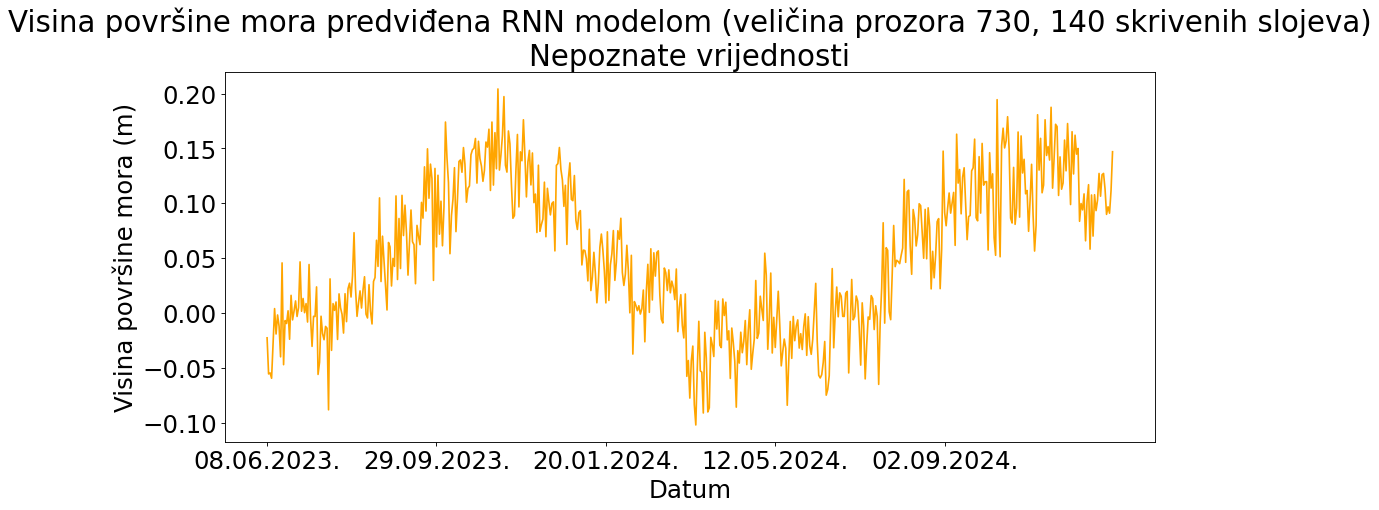 Visina površine mora predviđena RNN modelom (veličina prozora 730, 140 skrivenih slojeva)
Nepoznate vrijednosti
Visina površine mora (m)
0.20
0.15
0.10
0.05
0.00
−0.05
−0.10
08.06.2023. 29.09.2023. 20.01.2024. 12.05.2024. 02.09.2024.
Datum